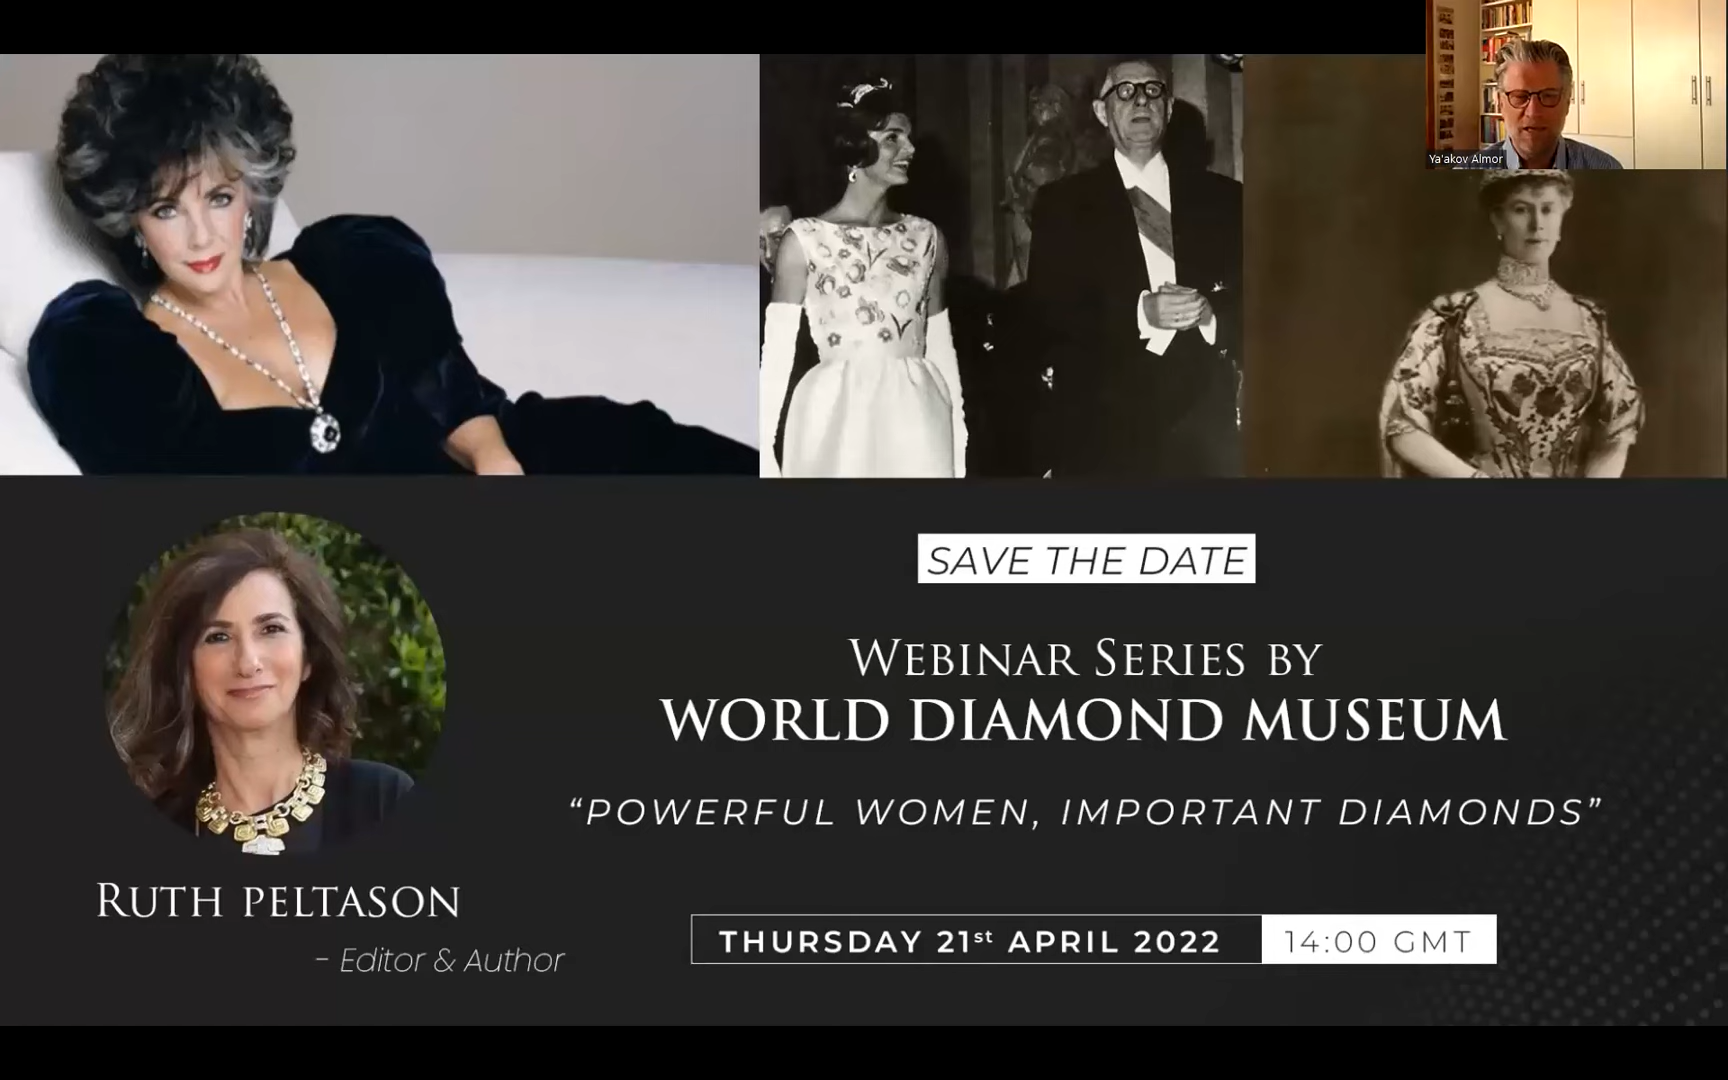 Ya'akov Almor
SAVE THE DATE
WEBINAR SERIES BY
WORLD DIAMOND MUSEUM
“POWERFUL WOMEN, IMPORTANT DIAMONDS”
RUTH PELTASON
- Editor & Author
THURSDAY 21st APRIL 2022
14:00 GMT